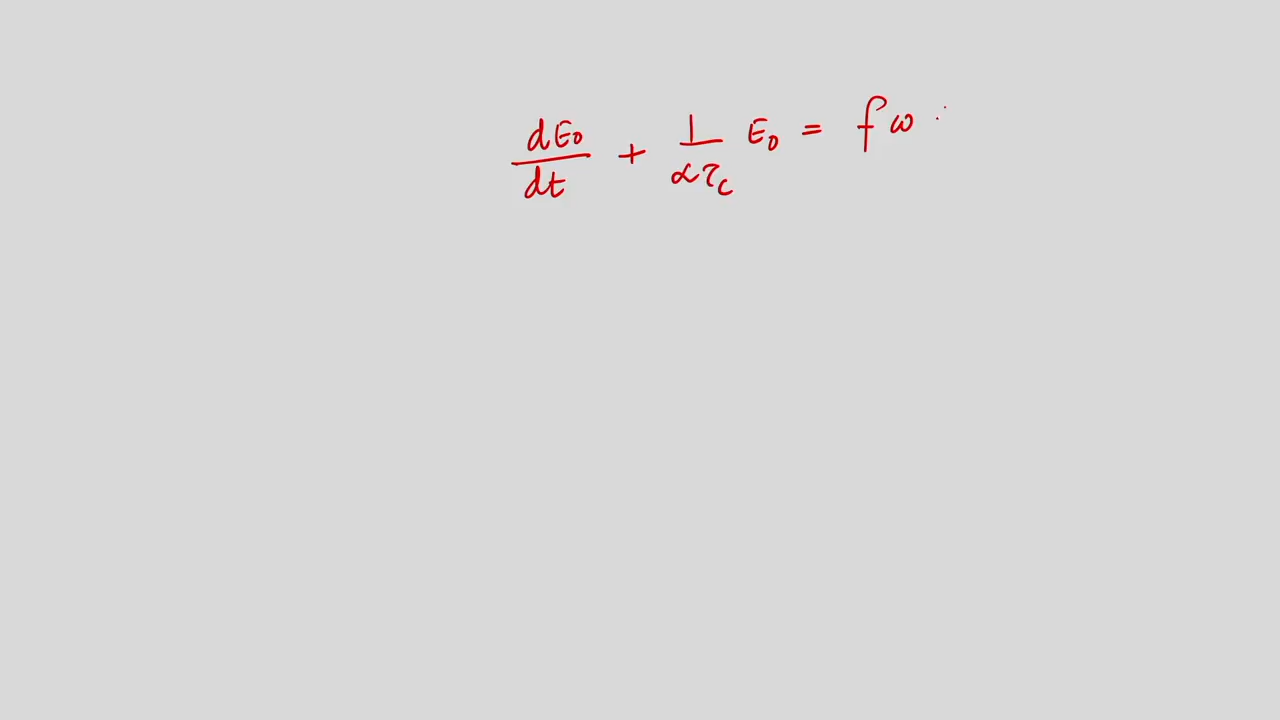 dE₀/dt + 1/(ατ_c) E₀ = fω